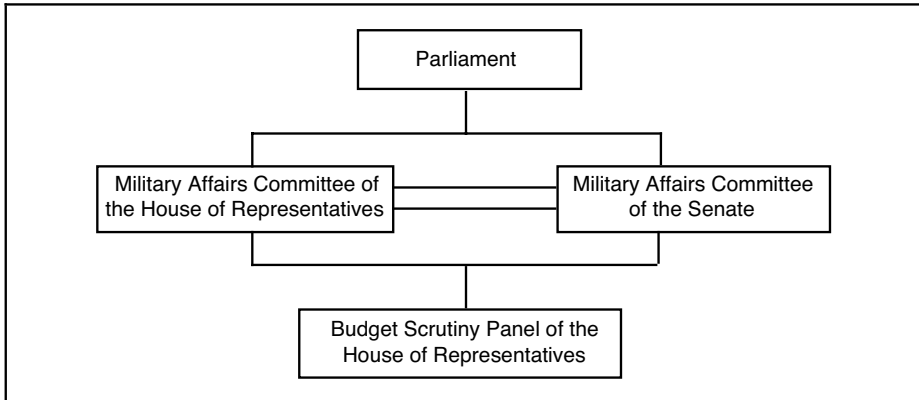 Parliament
Military Affairs Committee of
the House of Representatives
Military Affairs Committee
of the Senate
Budget Scrutiny Panel of the
House of Representatives